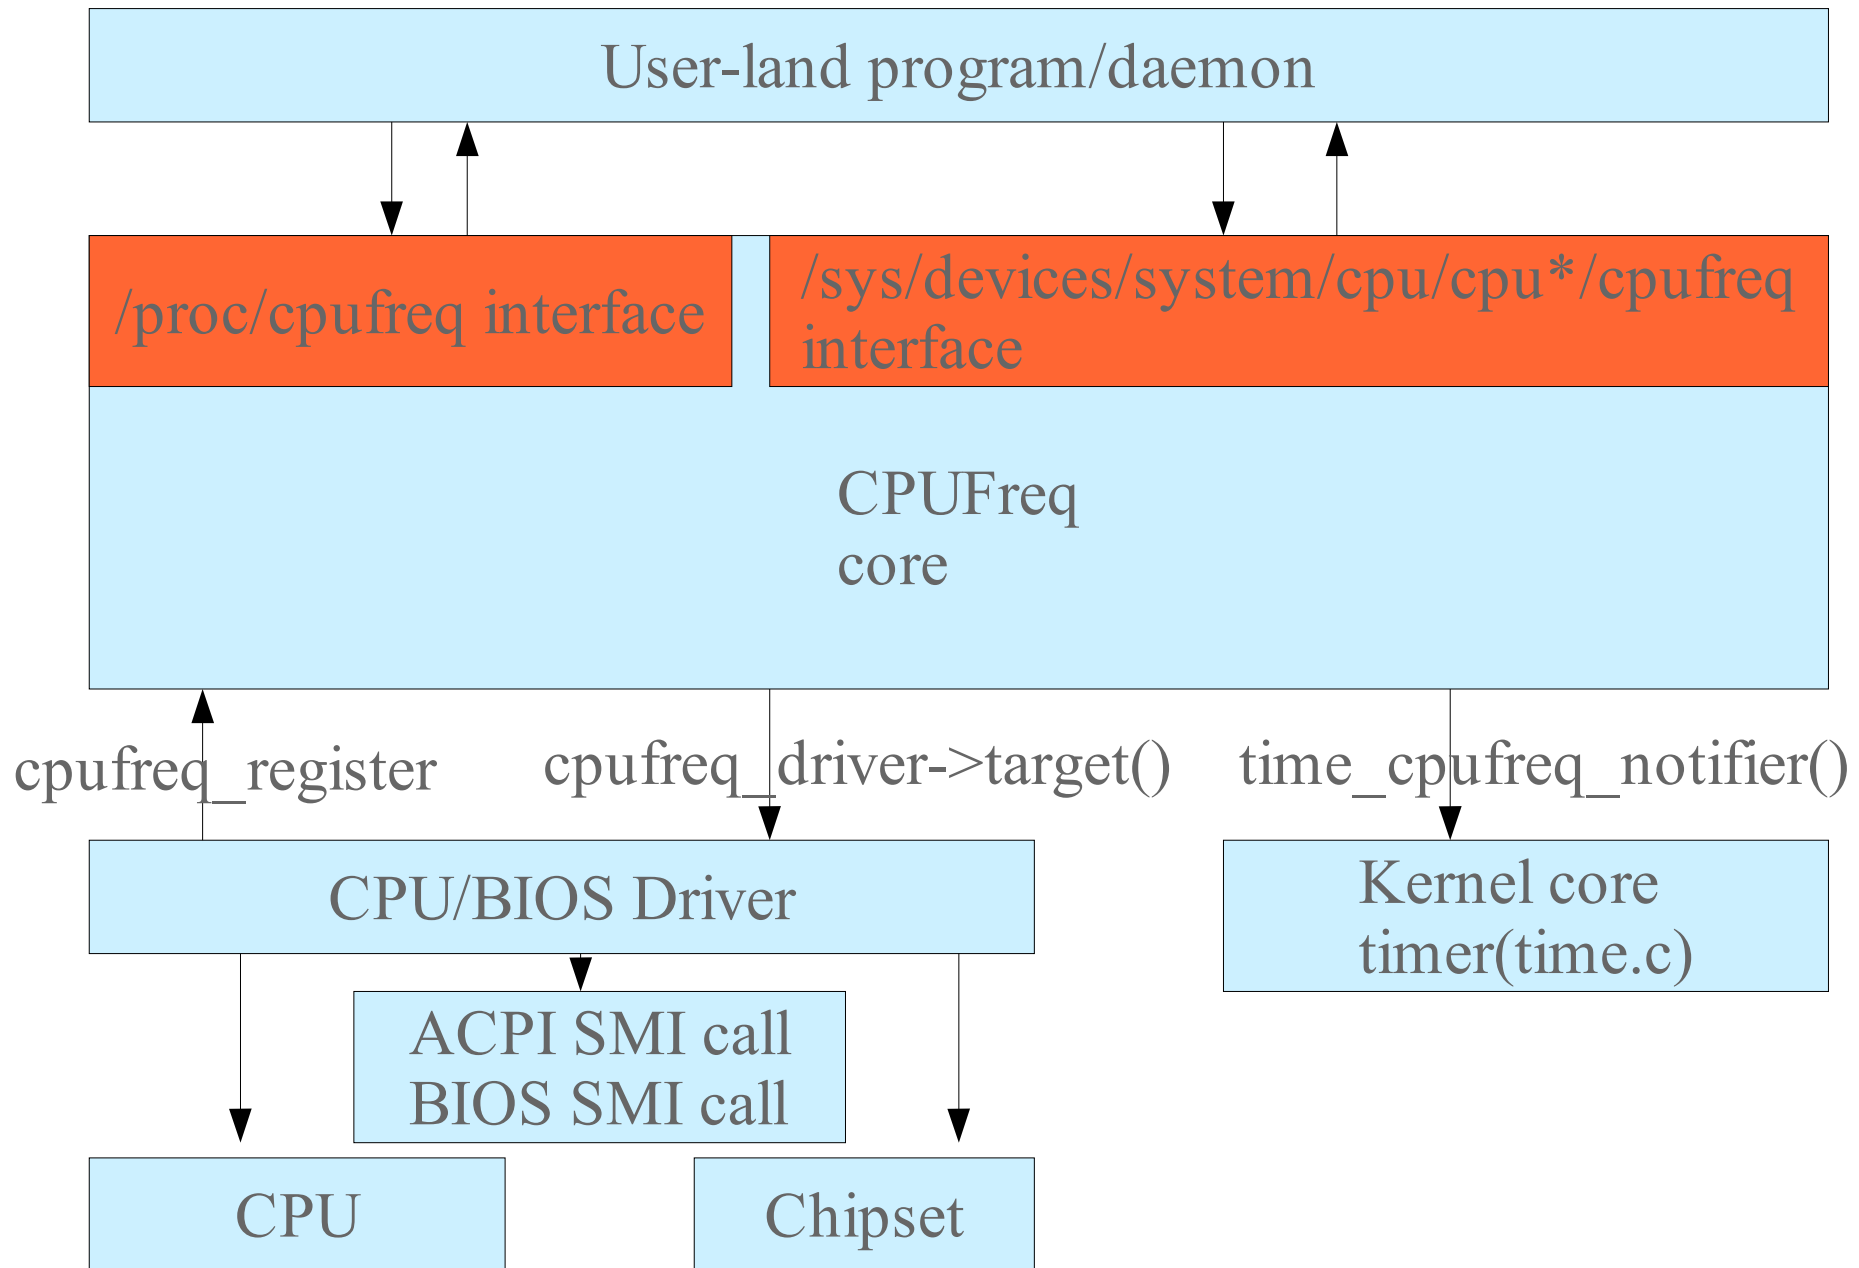 User-land program/daemon
/proc/cpufreq interface
/sys/devices/system/cpu/cpu*/cpufreq
interface
CPUFreq
core
cpufreq_register
cpufreq_driver->target()
time_cpufreq_notifier()
CPU/BIOS Driver
Kernel core
timer(time.c)
ACPI SMI call
BIOS SMI call
CPU
Chipset